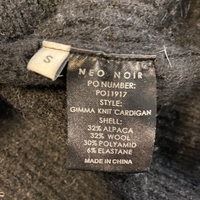 S
NEO NOIR
PO NUMBER:
PO11917
STYLE:
GIMMA KNIT CARDIGAN
SHELL:
32% ALPACA
32% WOOL
30% POLYAMID
6% ELASTANE
MADE IN CHINA